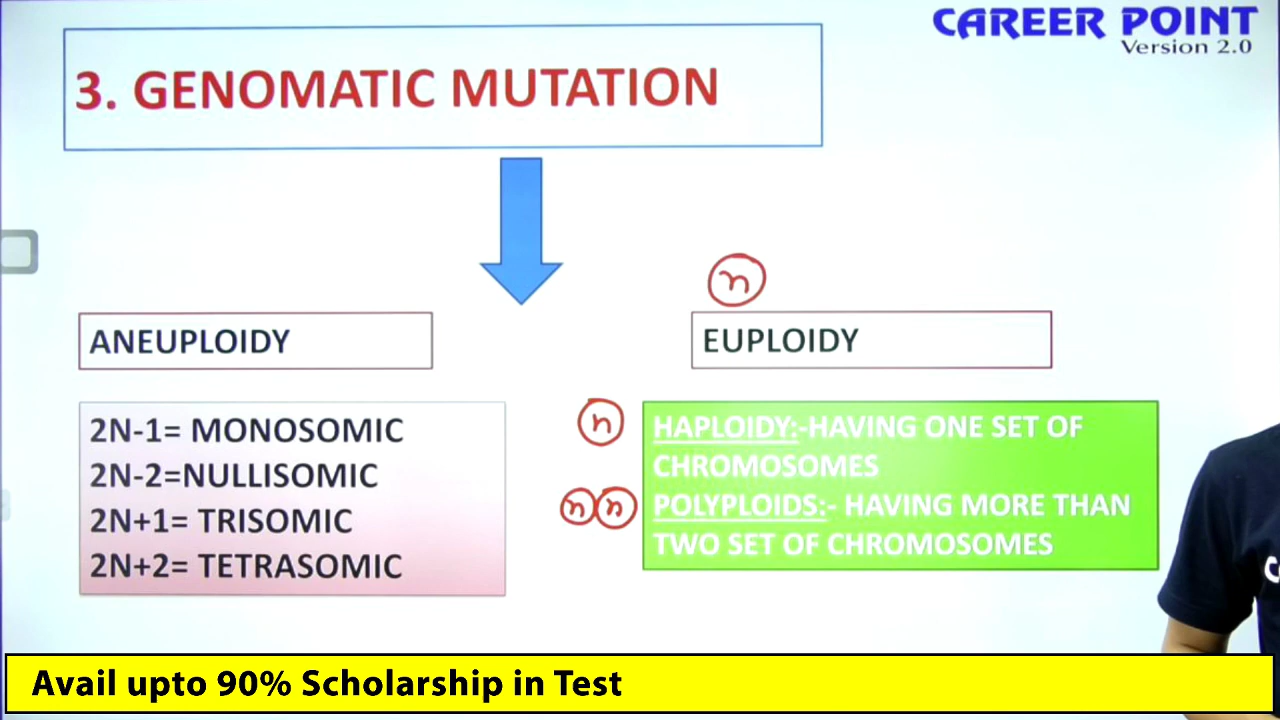 CAREER POINT
Version 2.0
3. GENOMATIC MUTATION
n
ANEUPLOIDY
EUPLOIDY
2N-1= MONOSOMIC
2N-2=NULLISOMIC
2N+1= TRISOMIC
2N+2= TETRASOMIC
n
HAPLOIDY:-HAVING ONE SET OF
CHROMOSOMES
n n
POLYPLOIDS:- HAVING MORE THAN
TWO SET OF CHROMOSOMES
Avail upto 90% Scholarship in Test